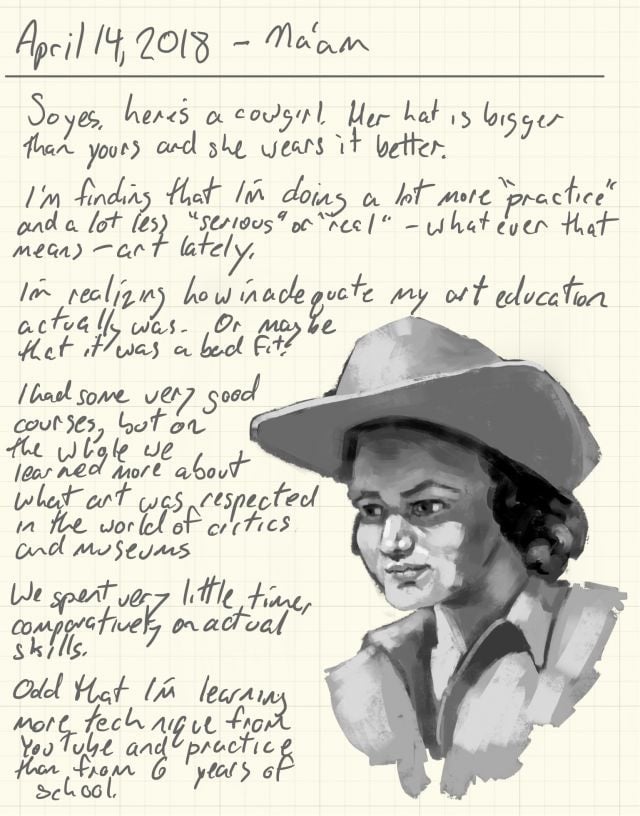 April 14, 2018 - Ma'am
So yes, here's a cowgirl. Her hat is bigger
than yours and she wears it better.
I'm finding that I'm doing a lot more "practice"
and a lot less "serious" or "real" - whatever that
means - art lately.
I'm realizing how inadequate my art education
actually was. Or maybe
that it was a bad fit?
I had some very good
courses, but on
the whole we
learned more about
what art was respected
in the world of critics
and museums
We spent very little time,
comparatively on actual
skills.
Odd that I'm learning
more technique from
YouTube and practice
than from 6 years of
school.